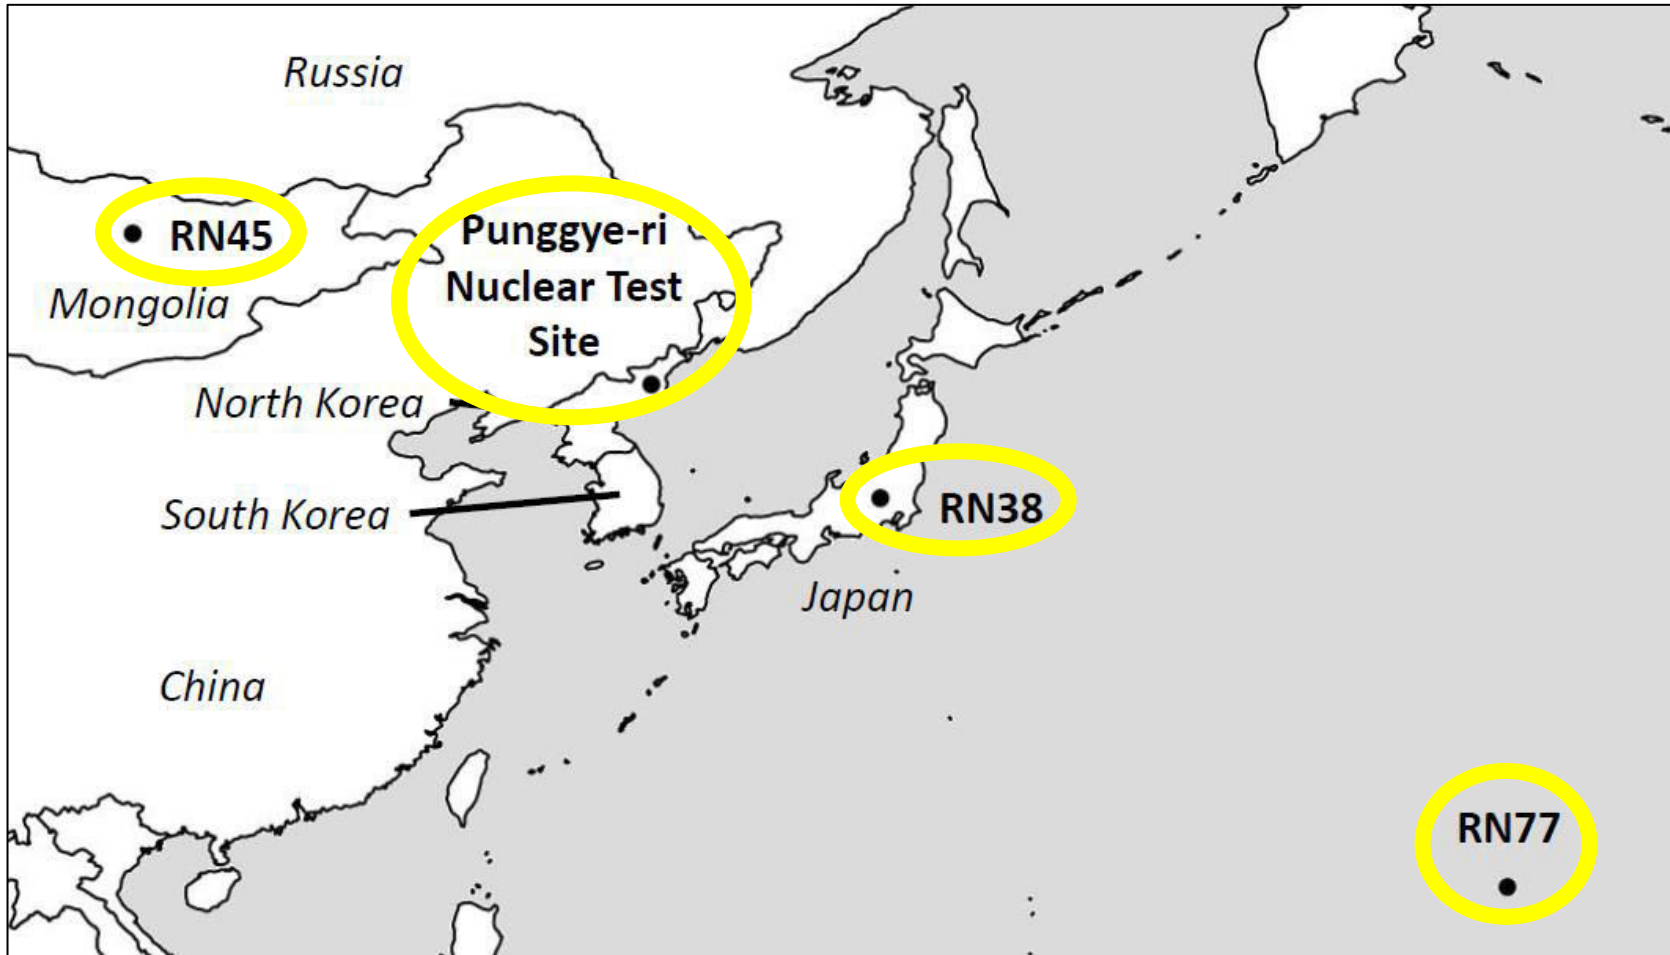 Russia
RN45
Punggye-ri
Nuclear Test
Site
Mongolia
North Korea
South Korea
RN38
Japan
China
RN77